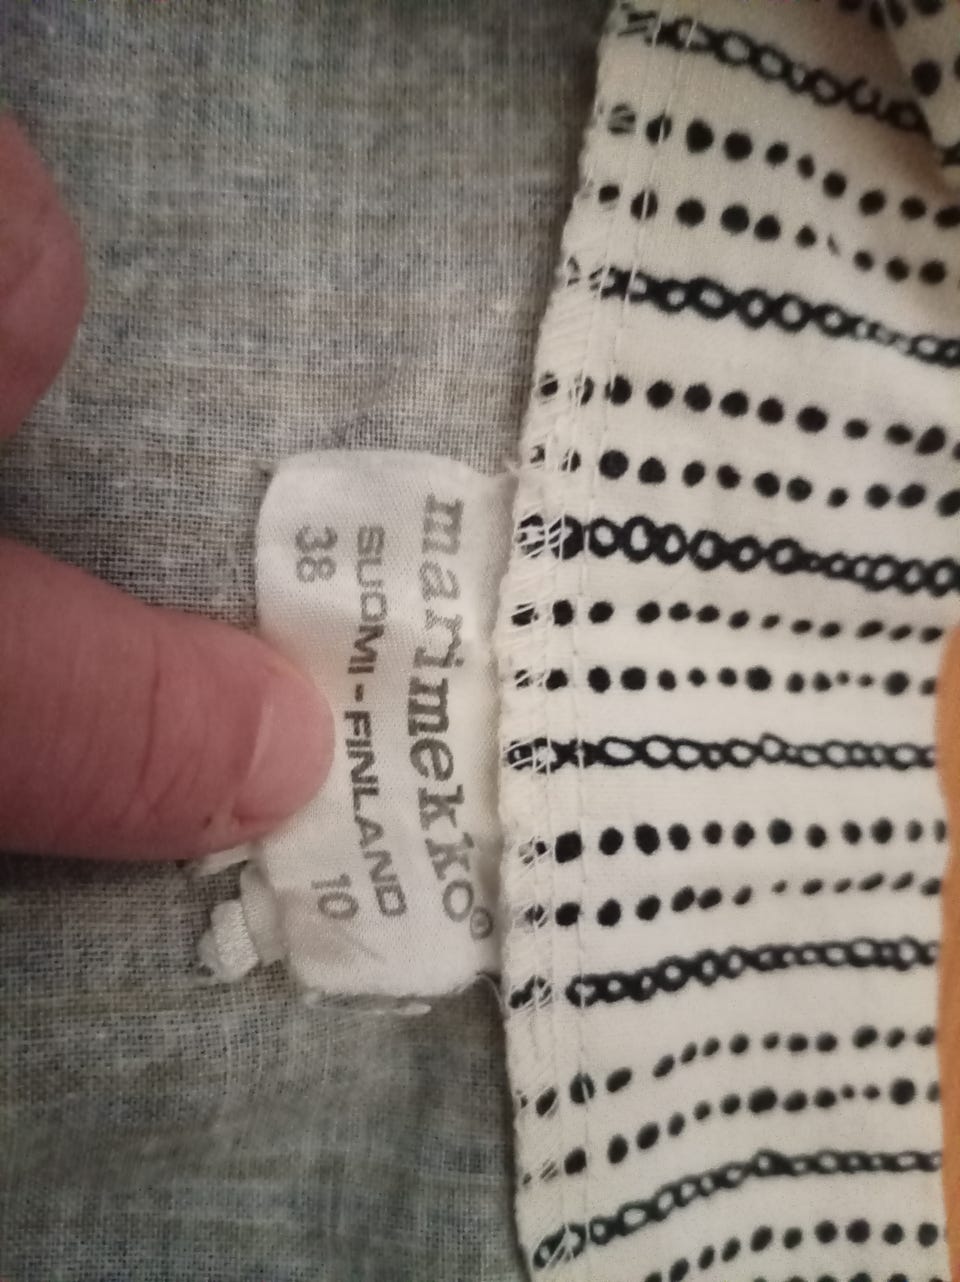 marimekko®
SUOMI - FINLAND
38 10